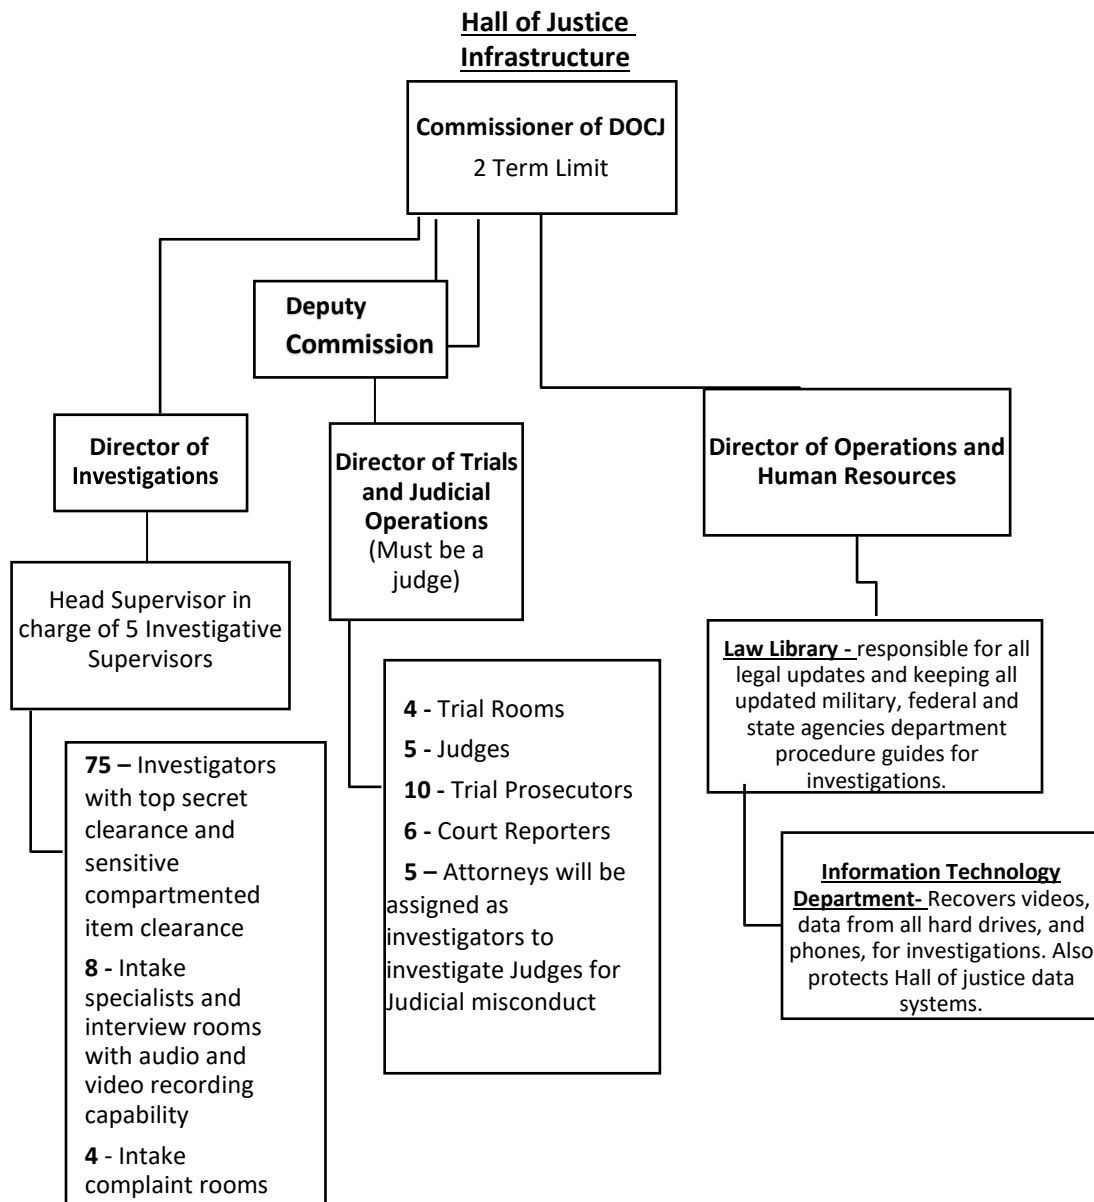 Hall of Justice
Infrastructure
Commissioner of DOCJ
2 Term Limit
Deputy
Commission
Director of
Investigations
Director of Trials
and Judicial
Operations
(Must be a
judge)
Director of Operations and
Human Resources
Head Supervisor in
charge of 5 Investigative
Supervisors
75 – Investigators
with top secret
clearance and
sensitive
compartmented
item clearance
8 - Intake
specialists and
interview rooms
with audio and
video recording
capability
4 - Intake
complaint rooms
4 - Trial Rooms
5 - Judges
10 - Trial Prosecutors
6 - Court Reporters
5 – Attorneys will be
assigned as
investigators to
investigate Judges for
Judicial misconduct
Law Library - responsible for all
legal updates and keeping all
updated military, federal and
state agencies department
procedure guides for
investigations.
Information Technology
Department- Recovers videos,
data from all hard drives, and
phones, for investigations. Also
protects Hall of justice data
systems.